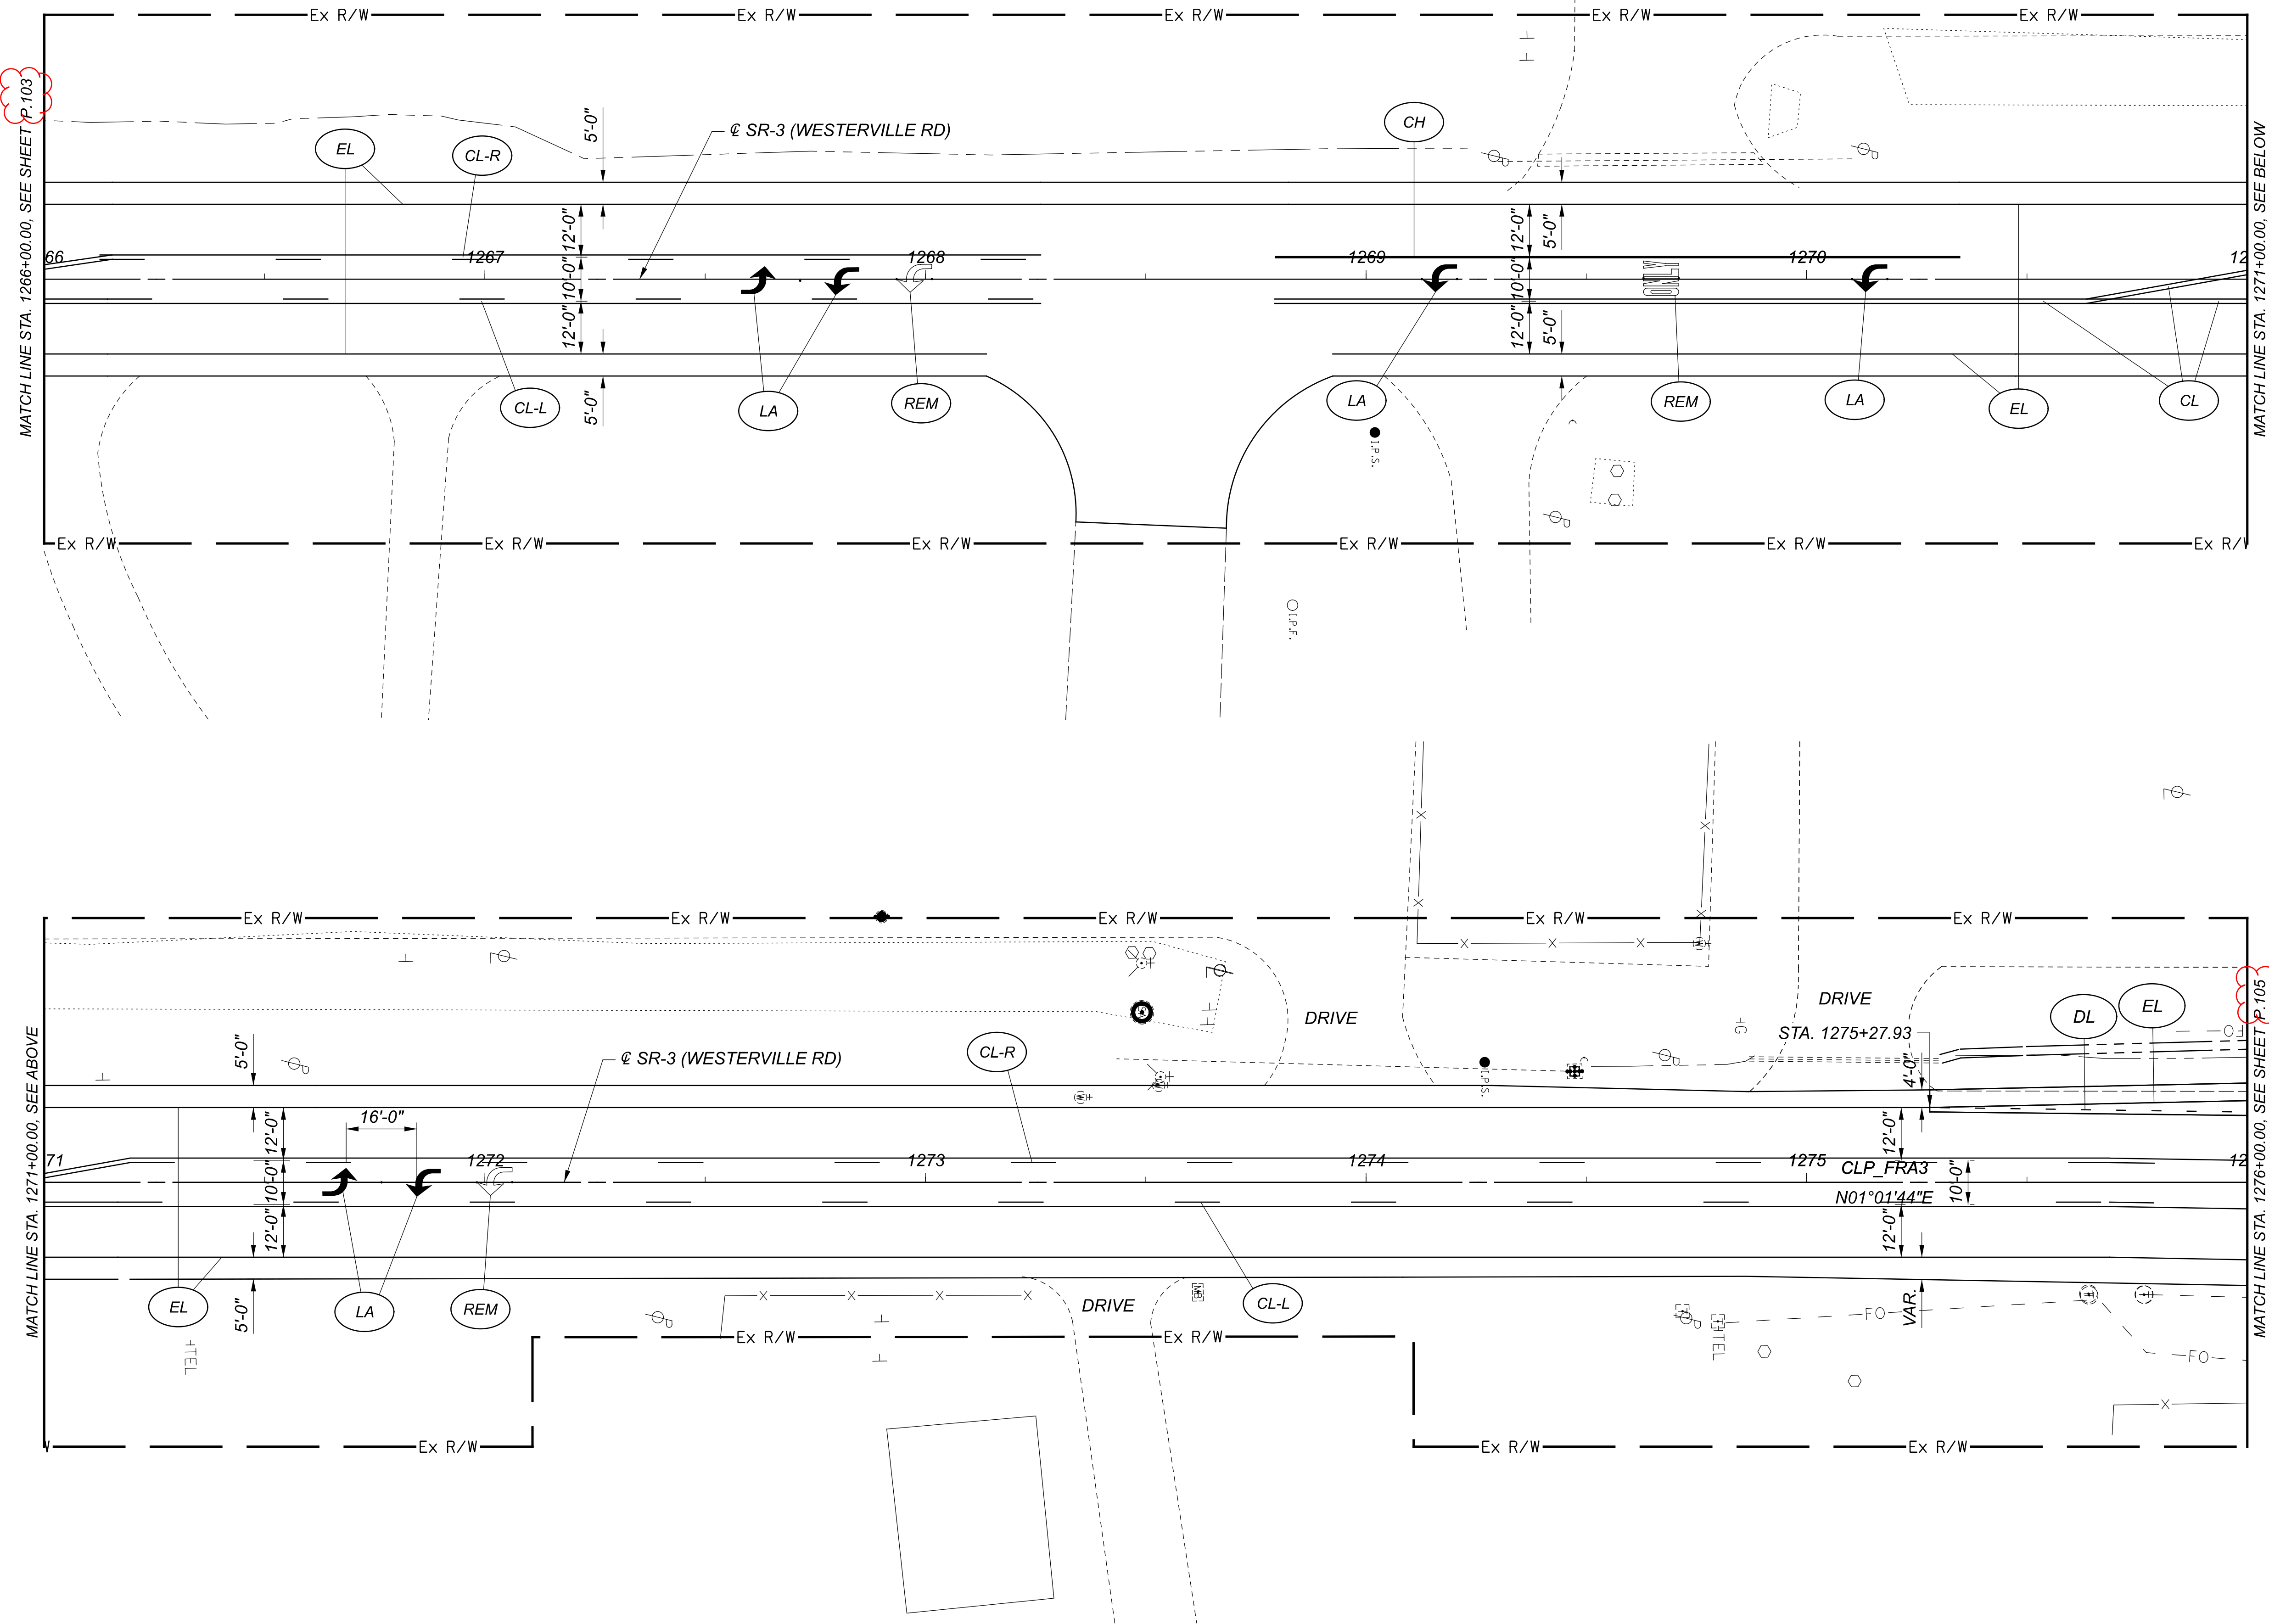 Ex R/W Ex R/W Ex R/W Ex R/W Ex R/W
MATCH LINE STA. 1266+00.00, SEE SHEET P.103
MATCH LINE STA. 1271+00.00, SEE BELOW
EL
CL-R
5'-0"
℄ SR-3 (WESTERVILLE RD)
CH
P
P
66
1267
12'-0"
10'-0"
12'-0"
1268
1269
12'-0"
10'-0"
12'-0"
5'-0"
5'-0"
ONLY
1270
12
CL-L
5'-0"
LA
REM
LA
REM
LA
EL
CL
I.P.S.
P
Ex R/W Ex R/W Ex R/W Ex R/W Ex R/W Ex R/W
I.P.F.
Ex R/W Ex R/W Ex R/W Ex R/W Ex R/W
MATCH LINE STA. 1271+00.00, SEE ABOVE
MATCH LINE STA. 1276+00.00, SEE SHEET P.105
X X
X X X X
(W)
DRIVE
DRIVE
STA. 1275+27.93
DL
EL
FO
G
5'-0"
P
℄ SR-3 (WESTERVILLE RD)
CL-R
(W)
(W)
I.P.S.
P
4'-0"
16'-0"
12'-0"
10'-0"
12'-0"
71
1272
1273
1274
1275
12
12'-0"
CLP_FRA3
10'-0"
N01°01'44"E
12'-0"
EL
5'-0"
LA
REM
P
X X X X
DRIVE
MB
CL-L
P
TEL
FO
VAR.
FO
TEL
Ex R/W Ex R/W
X
Ex R/W Ex R/W Ex R/W